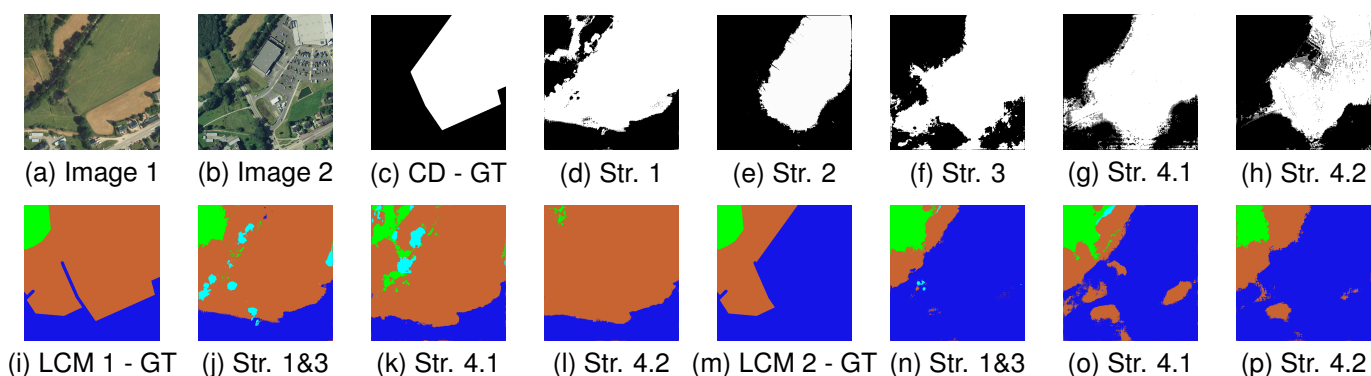 (a) Image 1 (b) Image 2 (c) CD - GT (d) Str. 1 (e) Str. 2 (f) Str. 3 (g) Str. 4.1 (h) Str. 4.2
(i) LCM 1 - GT (j) Str. 1&3 (k) Str. 4.1 (l) Str. 4.2 (m) LCM 2 - GT (n) Str. 1&3 (o) Str. 4.1 (p) Str. 4.2